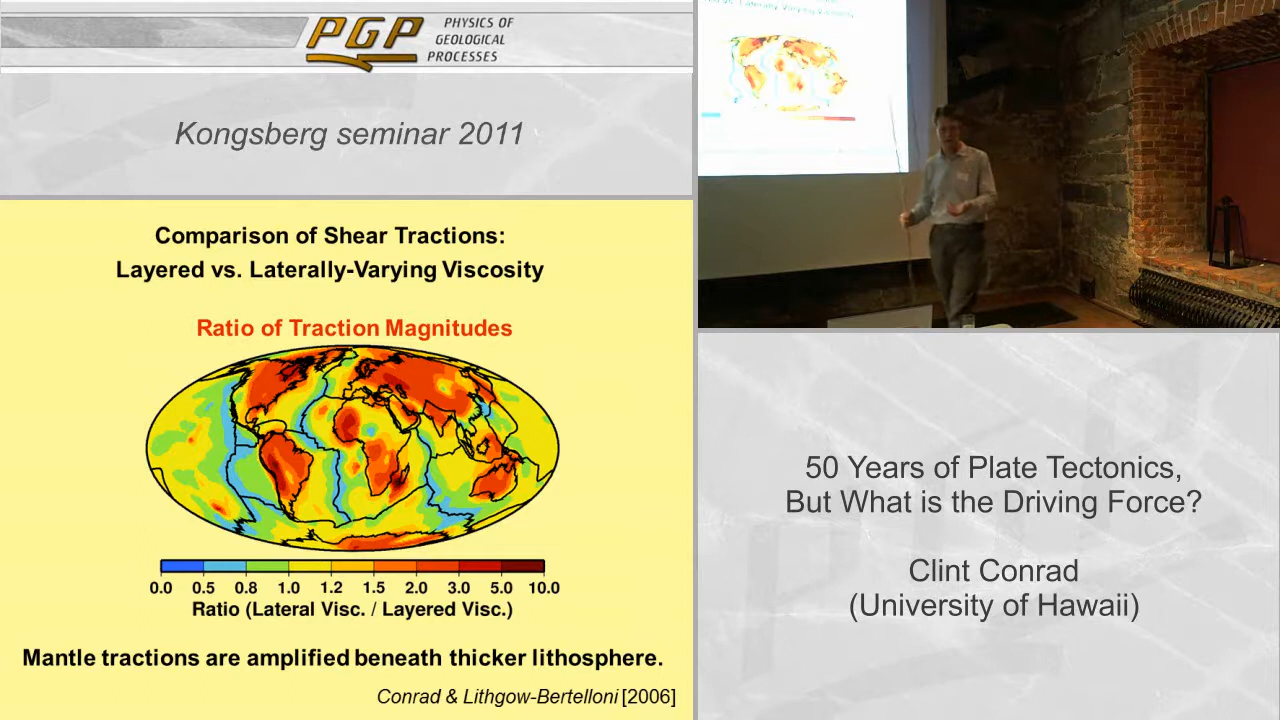 PGP
PHYSICS OF
GEOLOGICAL
PROCESSES
Kongsberg seminar 2011
Comparison of Shear Tractions:
Layered vs. Laterally-Varying Viscosity
Ratio of Traction Magnitudes
0.0 0.5 0.8 1.0 1.2 1.5 2.0 3.0 5.0 10.0
Ratio (Lateral Visc. / Layered Visc.)
Mantle tractions are amplified beneath thicker lithosphere.
Conrad & Lithgow-Bertelloni [2006]
50 Years of Plate Tectonics,
But What is the Driving Force?
Clint Conrad
(University of Hawaii)